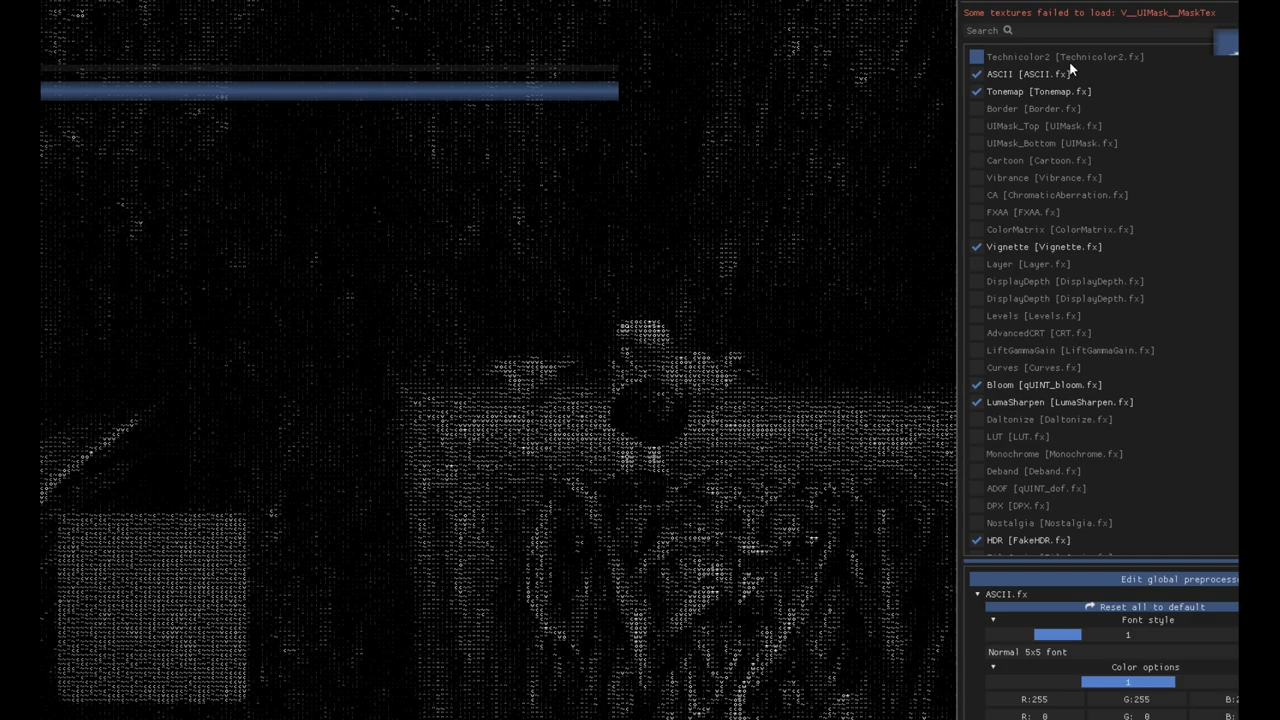 Some textures failed to load: V__UIMask__MaskTex
Search
Technicolor2 [Technicolor2.fx]
ASCII [ASCII.fx]
Tonemap [Tonemap.fx]
Border [Border.fx]
UIMask_Top [UIMask.fx]
UIMask_Bottom [UIMask.fx]
Cartoon [Cartoon.fx]
Vibrance [Vibrance.fx]
CA [ChromaticAberration.fx]
FXAA [FXAA.fx]
ColorMatrix [ColorMatrix.fx]
Vignette [Vignette.fx]
Layer [Layer.fx]
DisplayDepth [DisplayDepth.fx]
DisplayDepth [DisplayDepth.fx]
Levels [Levels.fx]
AdvancedCRT [CRT.fx]
LiftGammaGain [LiftGammaGain.fx]
Curves [Curves.fx]
Bloom [qUINT_bloom.fx]
LumaSharpen [LumaSharpen.fx]
Daltonize [Daltonize.fx]
LUT [LUT.fx]
Monochrome [Monochrome.fx]
Deband [Deband.fx]
ADOF [qUINT_dof.fx]
DPX [DPX.fx]
Nostalgia [Nostalgia.fx]
HDR [FakeHDR.fx]
Edit global preprocess
ASCII.fx
Reset all to default
Font style
1
Normal 5x5 font
Color options
1
R:255 G:255 B:2
R: 0 G: 0 B: